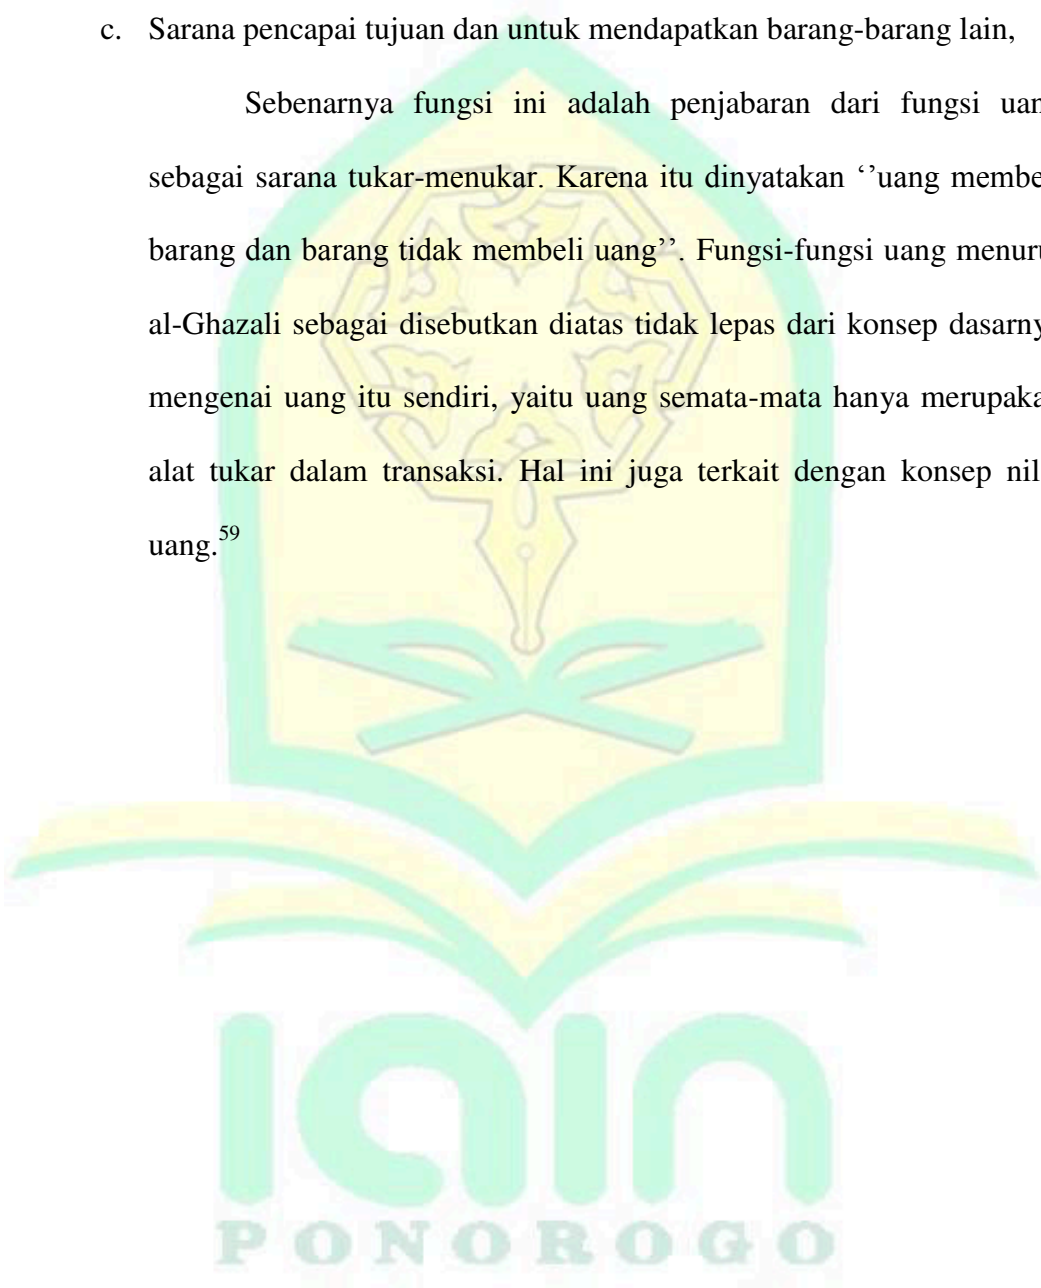 c. Sarana pencapai tujuan dan untuk mendapatkan barang-barang lain,
Sebenarnya fungsi ini adalah penjabaran dari fungsi uan
sebagai sarana tukar-menukar. Karena itu dinyatakan ‘’uang membe
barang dan barang tidak membeli uang’’. Fungsi-fungsi uang menuru
al-Ghazali sebagai disebutkan diatas tidak lepas dari konsep dasarny
mengenai uang itu sendiri, yaitu uang semata-mata hanya merupaka
alat tukar dalam transaksi. Hal ini juga terkait dengan konsep nil
uang.59
iain
PONOROGO